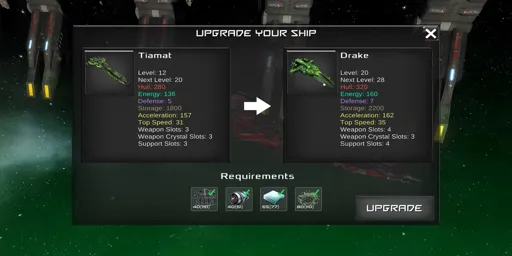 UPGRADE YOUR SHIP
Tiamat
Level: 12
Next Level: 20
Hull: 280
Energy: 136
Defense: 5
Storage: 1800
Acceleration: 157
Top Speed: 31
Weapon Slots: 3
Weapon Crystal Slots: 3
Support Slots: 3
Drake
Level: 20
Next Level: 28
Hull: 320
Energy: 160
Defense: 7
Storage: 2200
Acceleration: 162
Top Speed: 35
Weapon Slots: 4
Weapon Crystal Slots: 3
Support Slots: 4
Requirements
UPGRADE